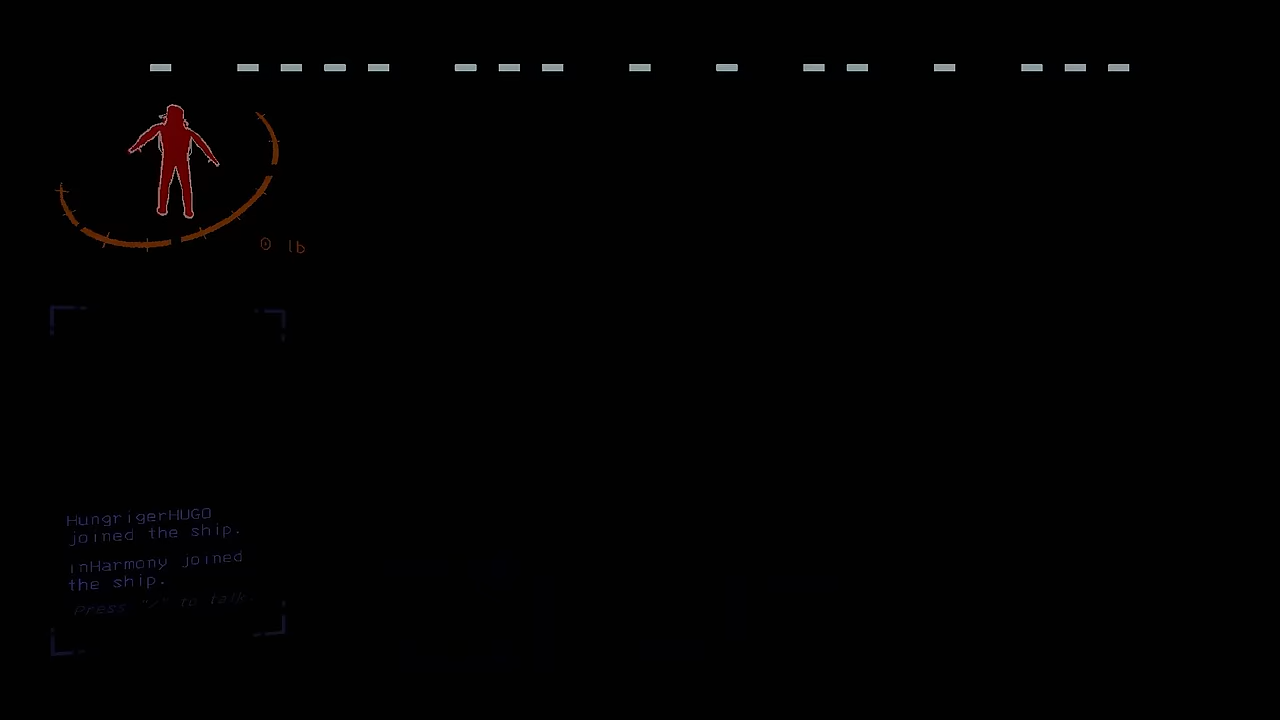 0 lb
HungrigerHUGO
joined the ship.
inHarmony joined
the ship.
Press "/" to talk.